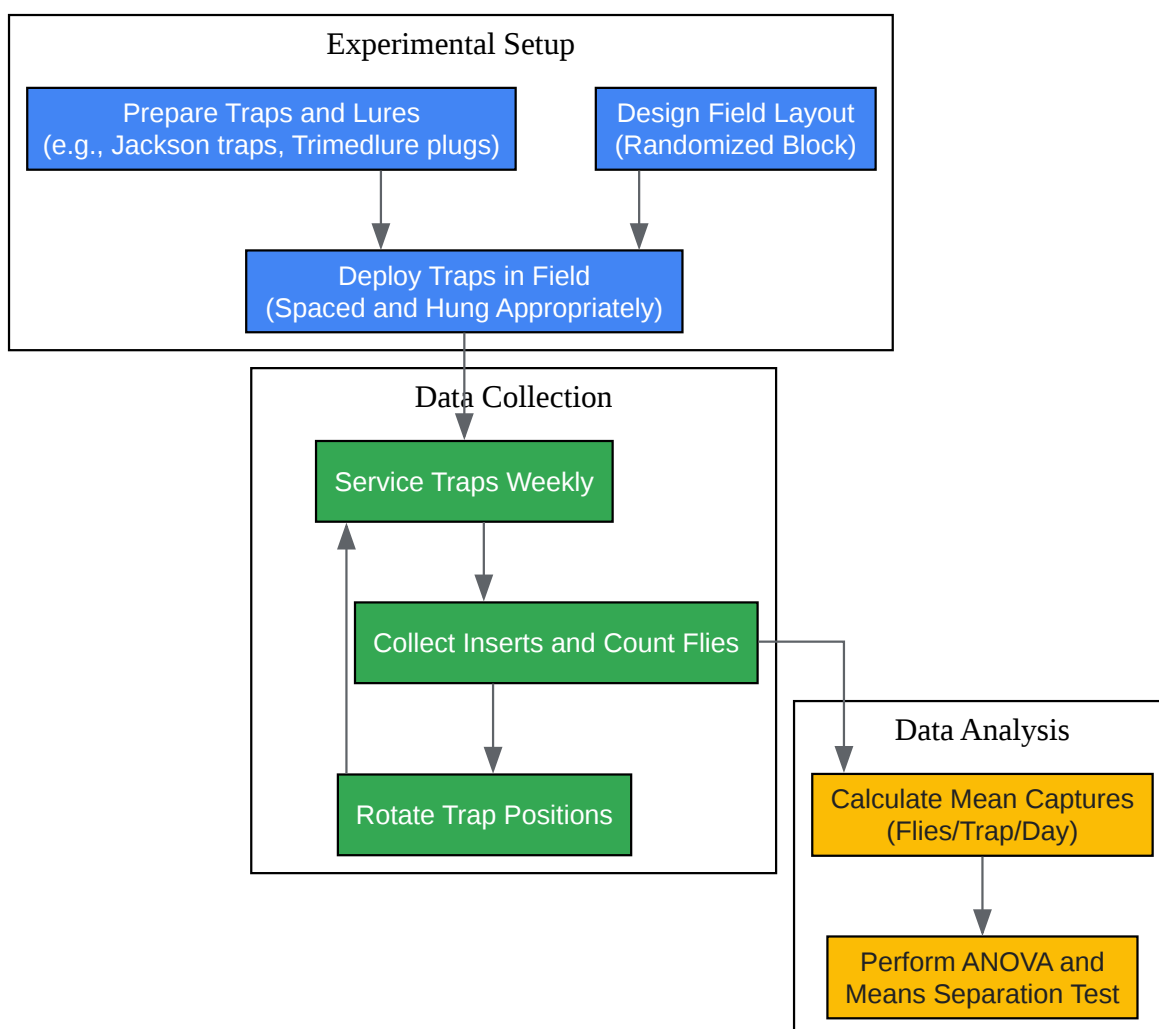 Experimental Setup
Prepare Traps and Lures
(e.g., Jackson traps, Trimedlure plugs)
Design Field Layout
(Randomized Block)
Deploy Traps in Field
(Spaced and Hung Appropriately)
Data Collection
Service Traps Weekly
Collect Inserts and Count Flies
Rotate Trap Positions
Data Analysis
Calculate Mean Captures
(Flies/Trap/Day)
Perform ANOVA and
Means Separation Test